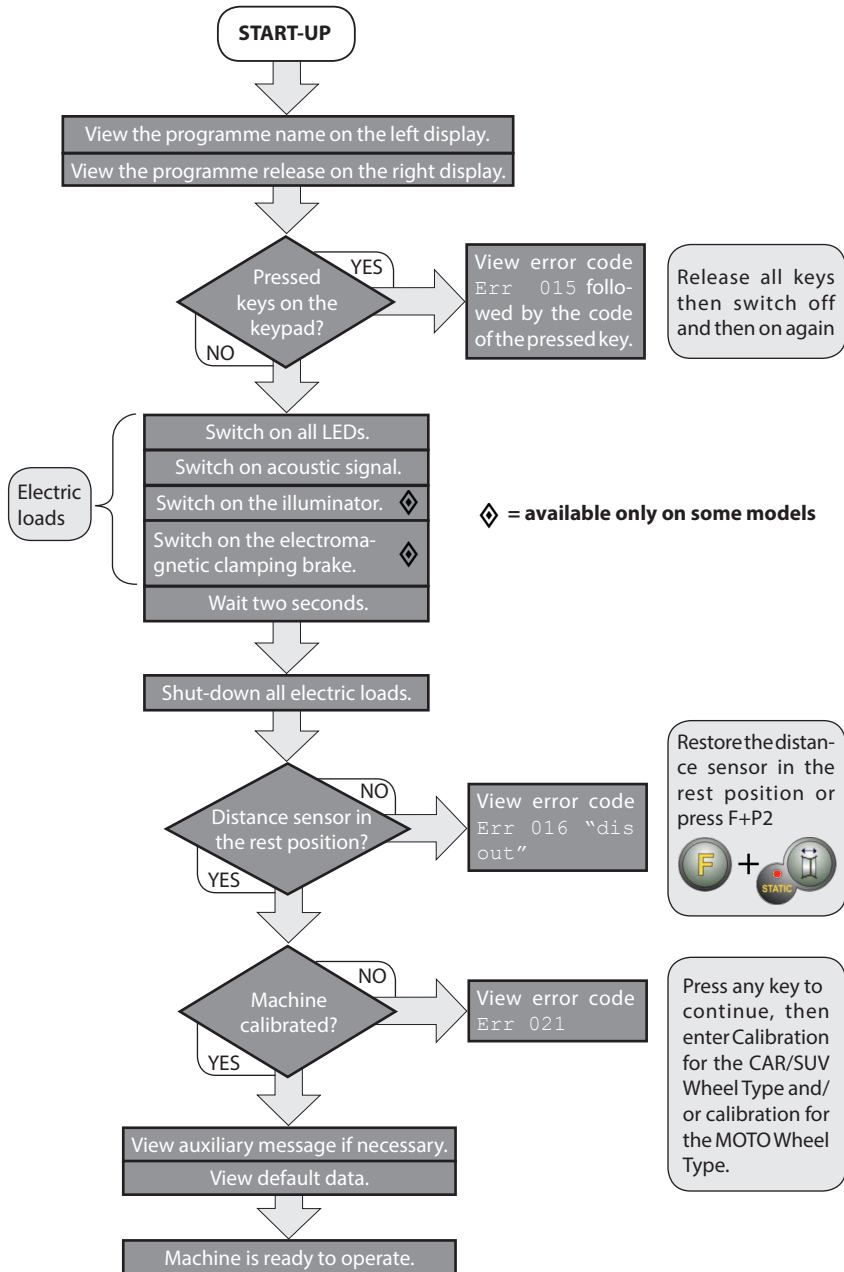 START-UP
View the programme name on the left display.
View the programme release on the right display.
Pressed
keys on the
keypad?
YES
NO
View error code
Err 015 follo-
wed by the code
of the pressed key.
Release all keys
then switch off
and then on again
Electric
loads
Switch on all LEDs.
Switch on acoustic signal.
Switch on the illuminator.
Switch on the electroma-
gnetic clamping brake.
Wait two seconds.
= available only on some models
Shut-down all electric loads.
Distance sensor in
the rest position?
NO
YES
View error code
Err 016 “dis
out”
Restore the distan-
ce sensor in the
rest position or
press F+P2
F + STATIC
Machine
calibrated?
NO
YES
View error code
Err 021
Press any key to
continue, then
enter Calibration
for the CAR/SUV
Wheel Type and/
or calibration for
the MOTO Wheel
Type.
View auxiliary message if necessary.
View default data.
Machine is ready to operate.